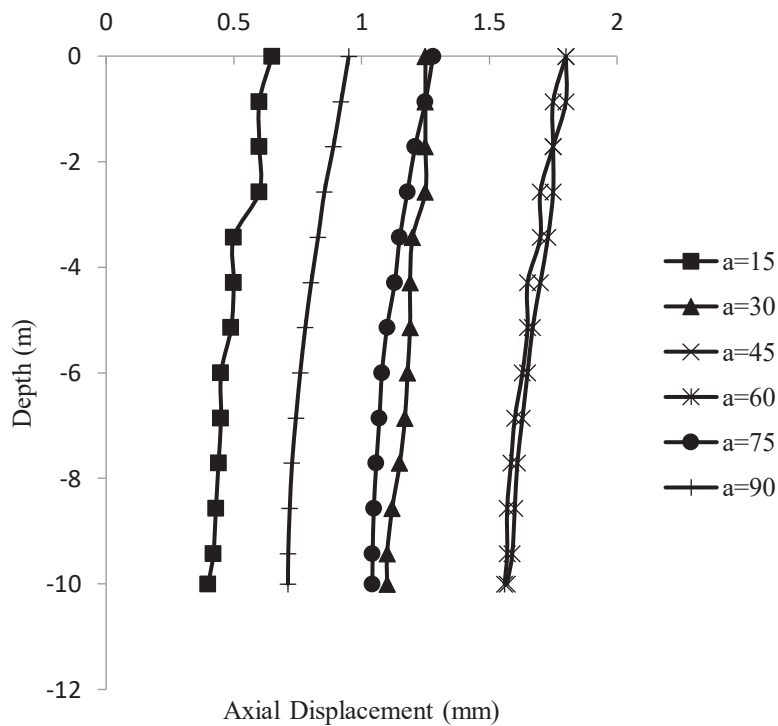 0 0.5 1 1.5 2
0
-2
-4
-6
-8
-10
-12
Depth (m)
Axial Displacement (mm)
a=15
a=30
a=45
a=60
a=75
a=90